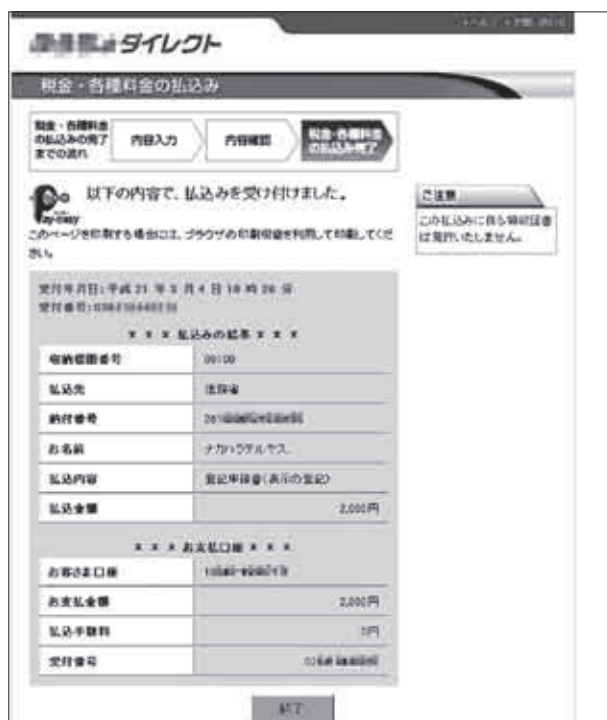 ダイレクト
税金・各種料金の払込み
税金・各種料金
の払込みの完了
までの流れ
内容入力
内容確認
税金・各種料金
の払込み完了
以下の内容で、払込みを受け付けました。
Pay-easy
このページを印刷する場合には、ブラウザの印刷機能を利用して印刷してくだ
さい。
ご注意
この払込みに係る領収証書
は発行いたしません。
受付年月日:平成 21 年 3 月 4 日
受付番号:
* * * 払込みの結果 * * *
収納機関番号
00100
払込先
法務省
納付番号
お名前
ナカハラテルヤス
払込内容
登記申請書(表示の登記)
払込金額
2,000円
* * * お支払口座 * * *
お客さま口座
お支払金額
2,000円
払込手数料
0円
受付番号
終了